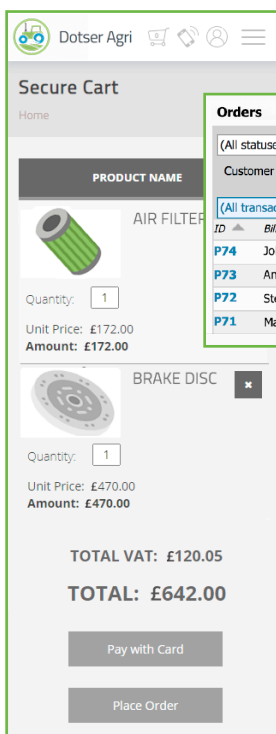 Dotser Agri
Secure Cart
Home
Orders
(All statuse
Customer
(All transac
ID
P74 Jo
P73 An
P72 Ste
P71 Ma
PRODUCT NAME
AIR FILTER
Quantity: 1
Unit Price: £172.00
Amount: £172.00
BRAKE DISC
Quantity: 1
Unit Price: £470.00
Amount: £470.00
TOTAL VAT: £120.05
TOTAL: £642.00
Pay with Card
Place Order